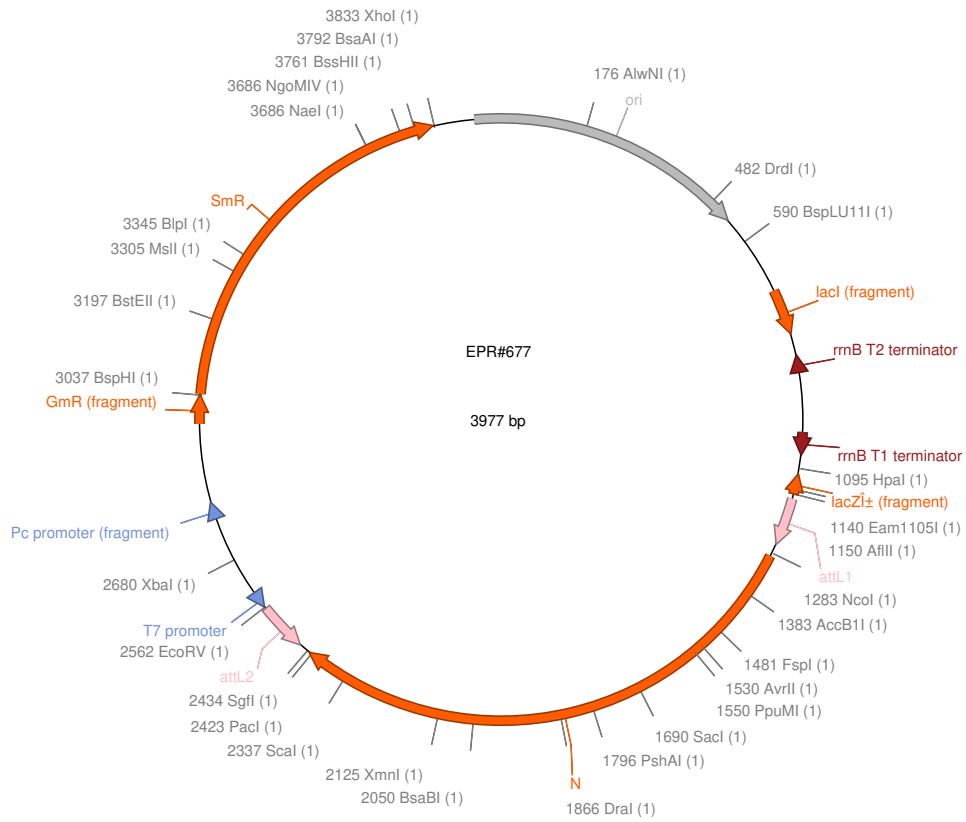 3833 XhoI (1)
3792 BsaAI (1)
3761 BssHII (1)
3686 NgoMIV (1)
3686 NaeI (1)
176 AlwNI (1)
ori
482 DrdI (1)
590 BspLU11I (1)
SmR
3345 BlpI (1)
3305 MslI (1)
3197 BstEII (1)
3037 BspHI (1)
GmR (fragment)
lacI (fragment)
rrnB T2 terminator
EPR#677
3977 bp
rrnB T1 terminator
1095 HpaI (1)
lacZÎ± (fragment)
1140 Eam1105I (1)
1150 AflII (1)
attL1
1283 NcoI (1)
1383 AccB1I (1)
1481 FspI (1)
1530 AvrII (1)
1550 PpuMI (1)
1690 SacI (1)
1796 PshAI (1)
N
1866 DraI (1)
Pc promoter (fragment)
2680 XbaI (1)
T7 promoter
2562 EcoRV (1)
attL2
2434 SgfI (1)
2423 PacI (1)
2337 ScaI (1)
2125 XmnI (1)
2050 BsaBI (1)